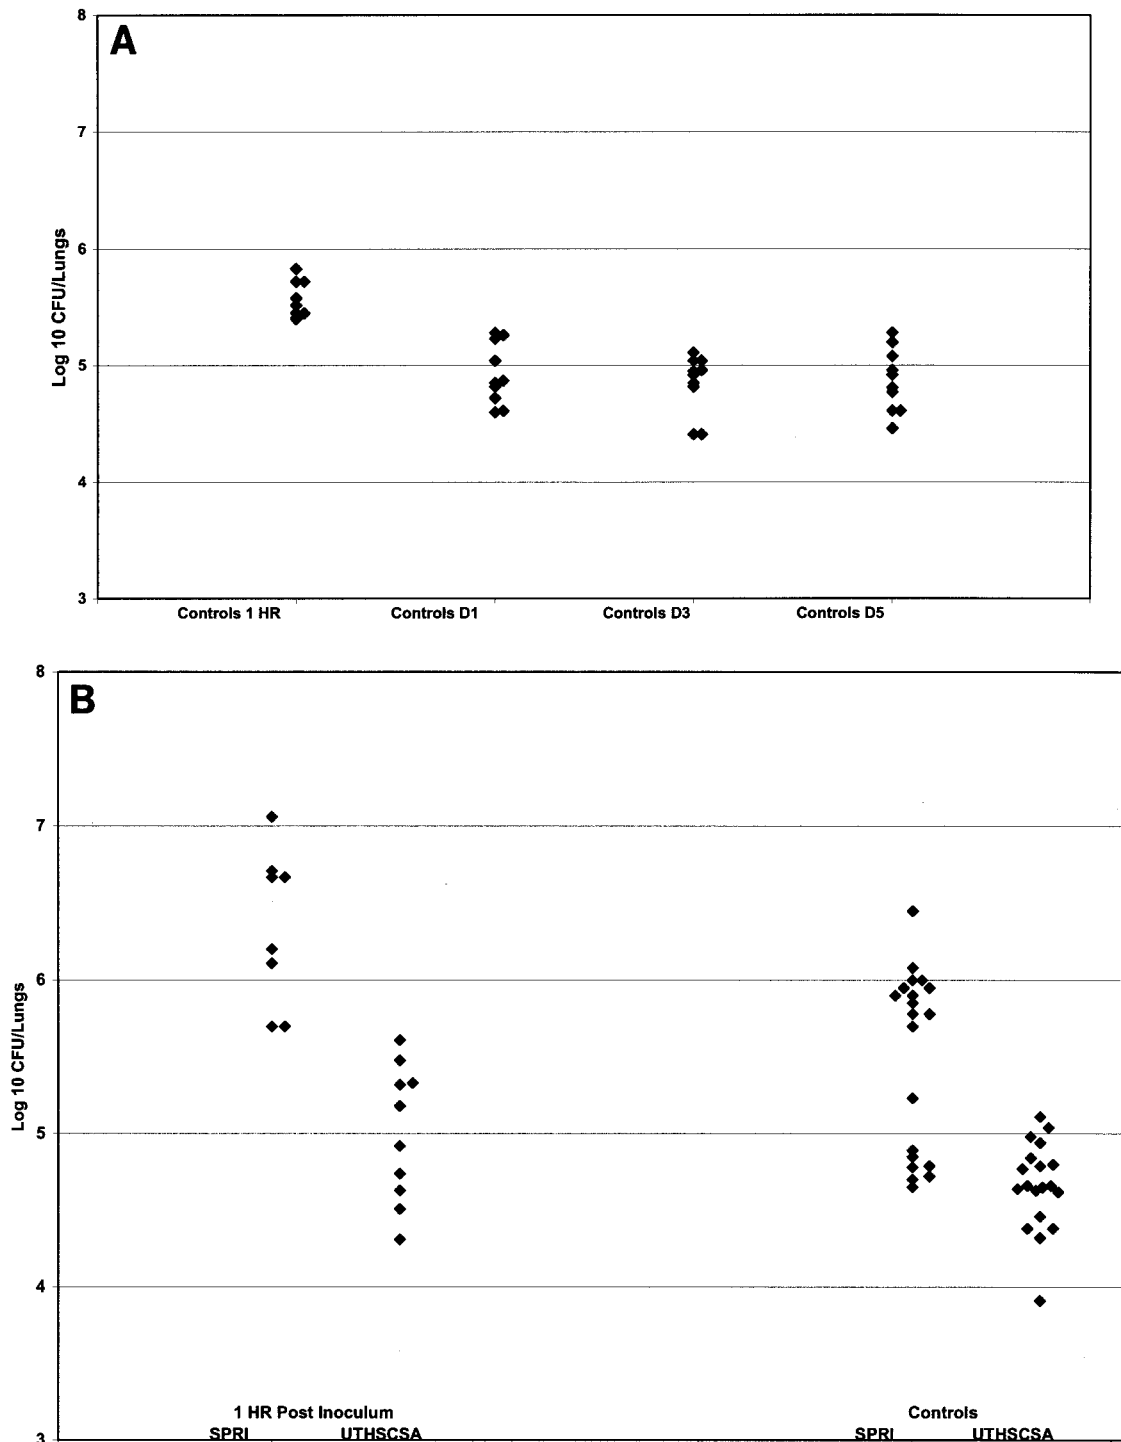 A
8
7
6
5
4
3
Log 10 CFU/Lungs
Controls 1 HR Controls D1 Controls D3 Controls D5
B
8
7
6
5
4
3
Log 10 CFU/Lungs
1 HR Post Inoculum Controls
SPRI UTHSCSA SPRI UTHSCSA